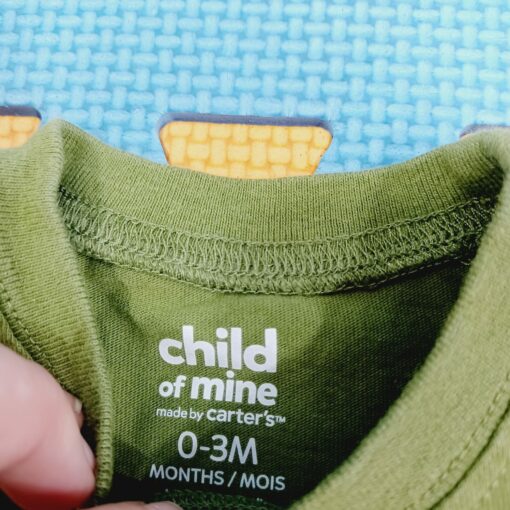 child
of mine
made by carter's™
0-3M
MONTHS / MOIS